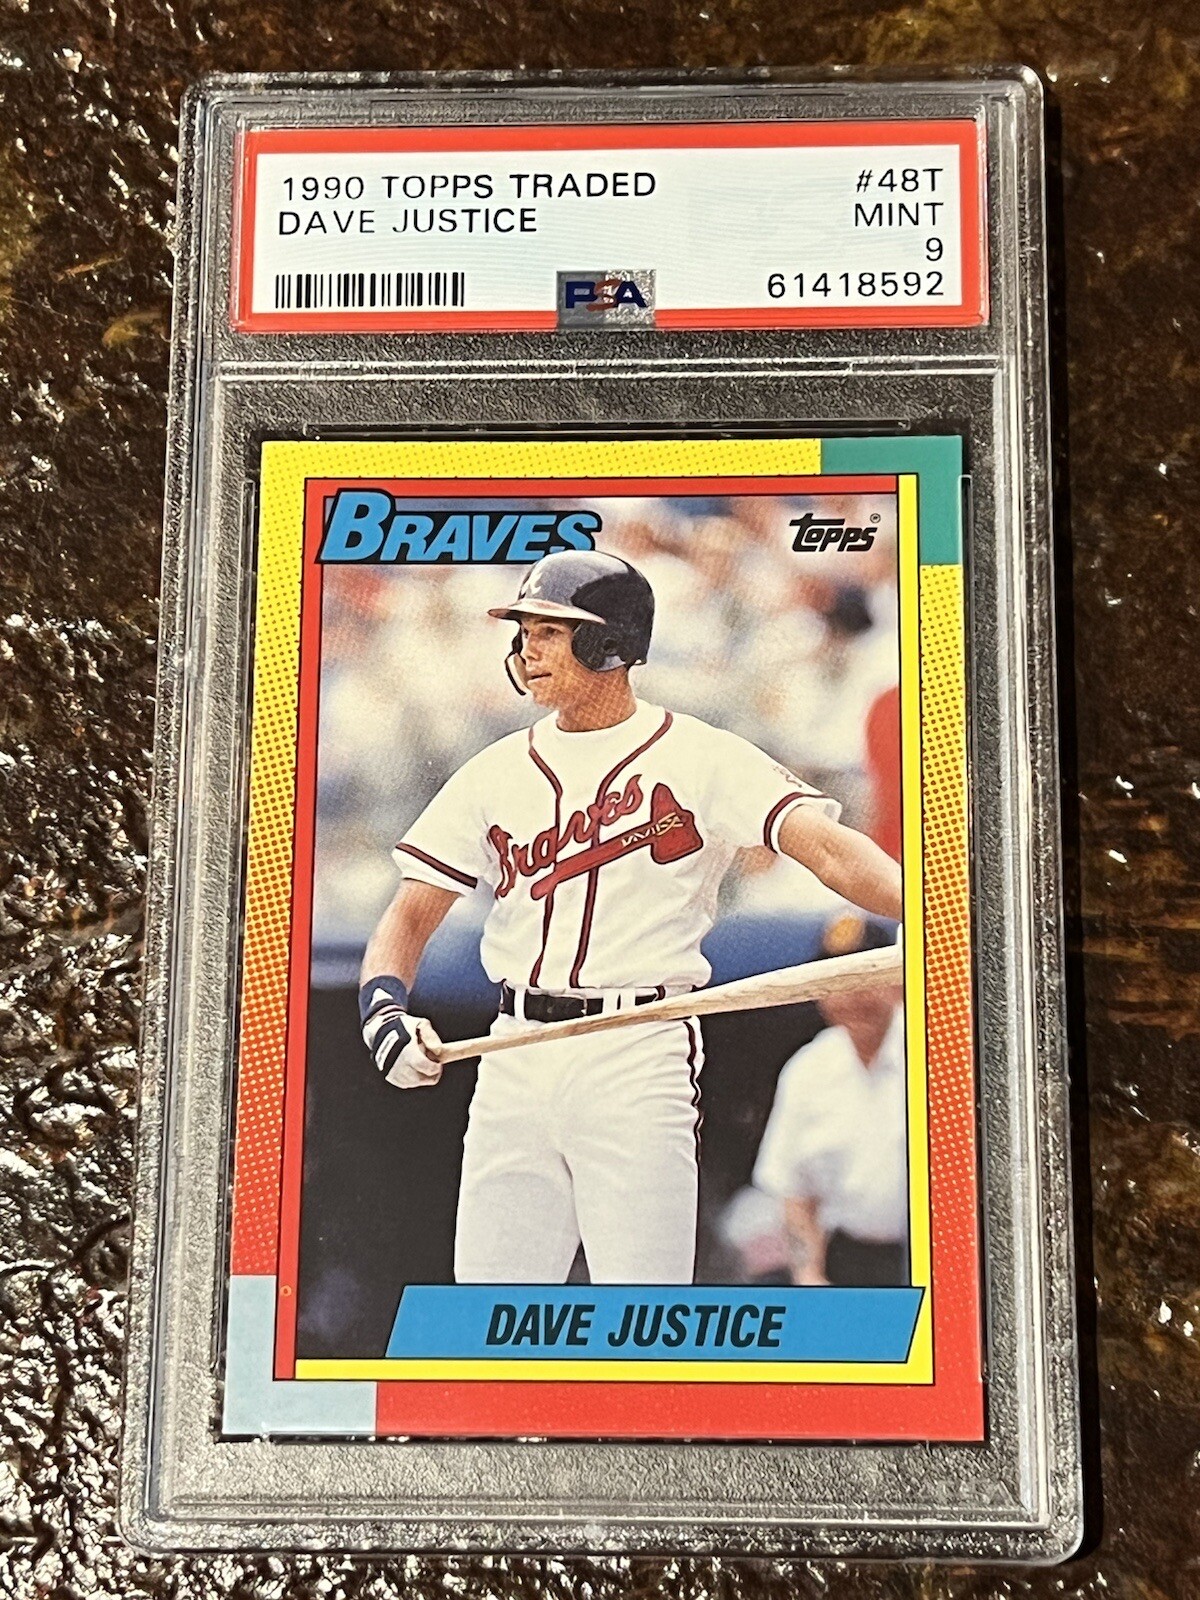 1990 TOPPS TRADED #48T
DAVE JUSTICE MINT
9
PSA 61418592
BRAVES
TOPPS®
Braves
DAVE JUSTICE